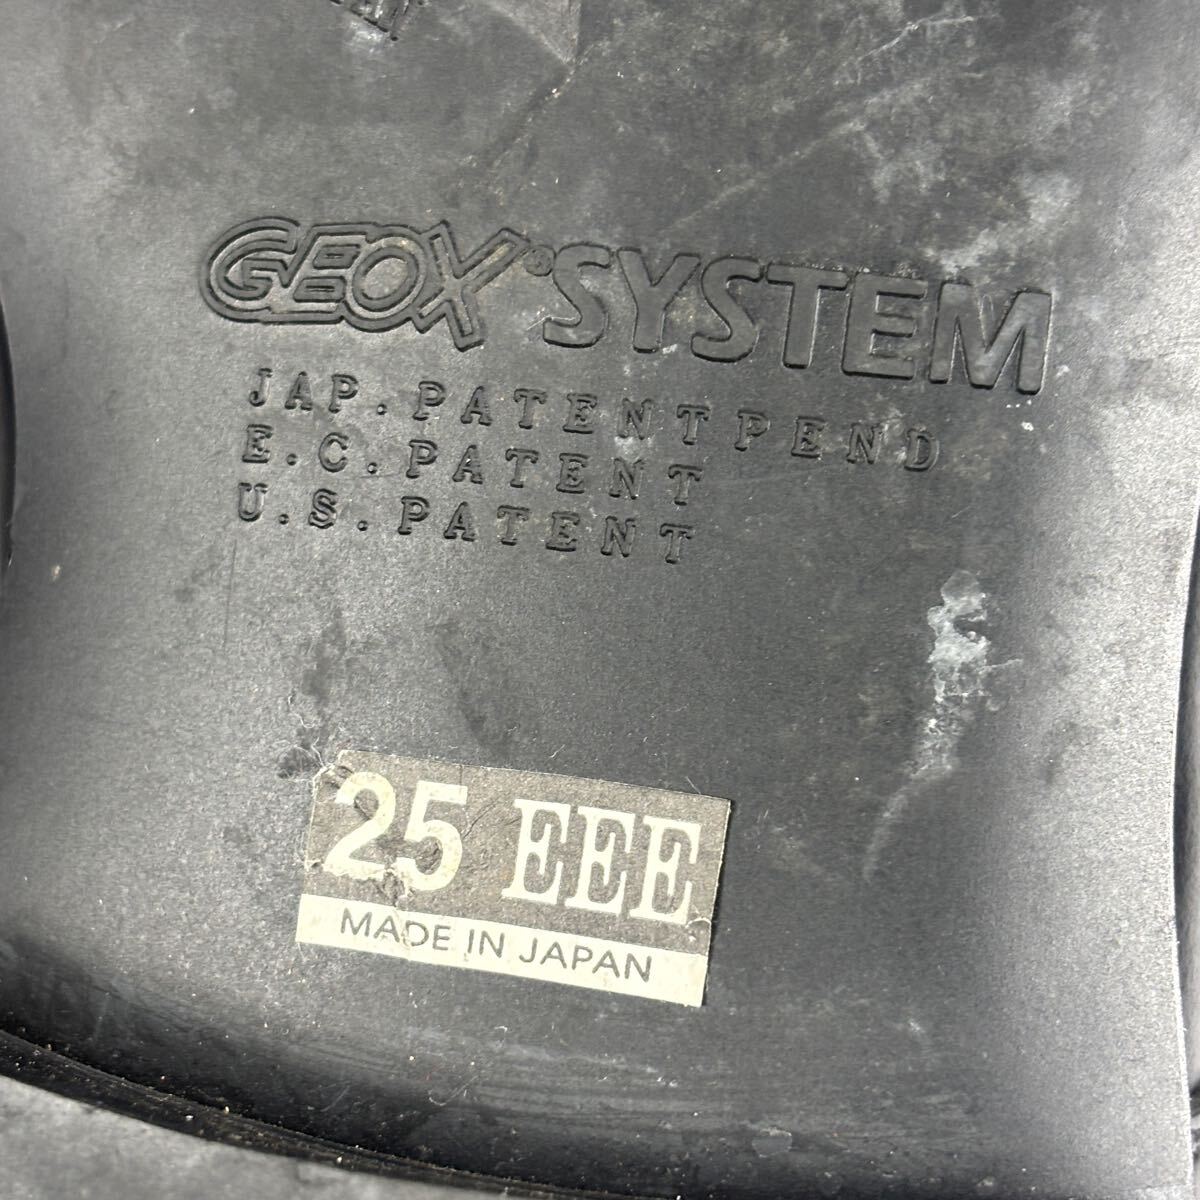 GEOX® SYSTEM
JAP. PATENT PEND
E.C. PATENT
U.S. PATENT
25 EEE
MADE IN JAPAN